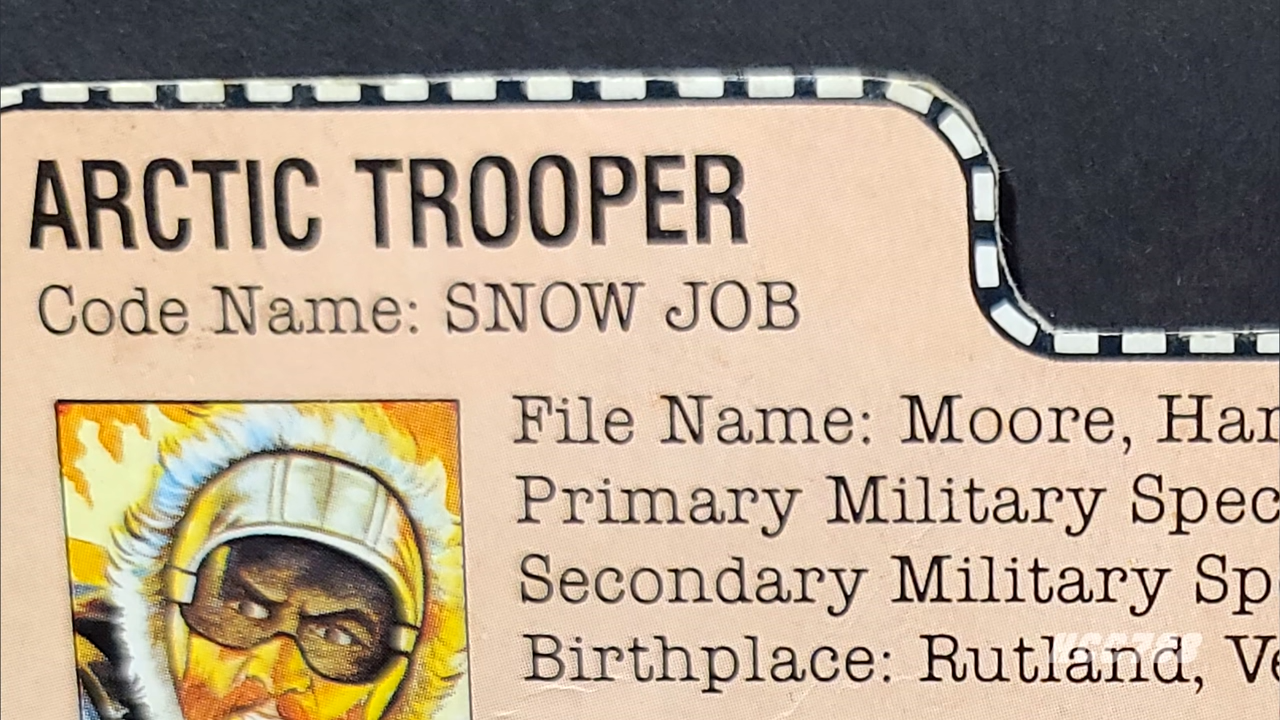 ARCTIC TROOPER
Code Name: SNOW JOB
File Name: Moore, Har
Primary Military Spec
Secondary Military Sp
Birthplace: Rutland, Ve
HCC788